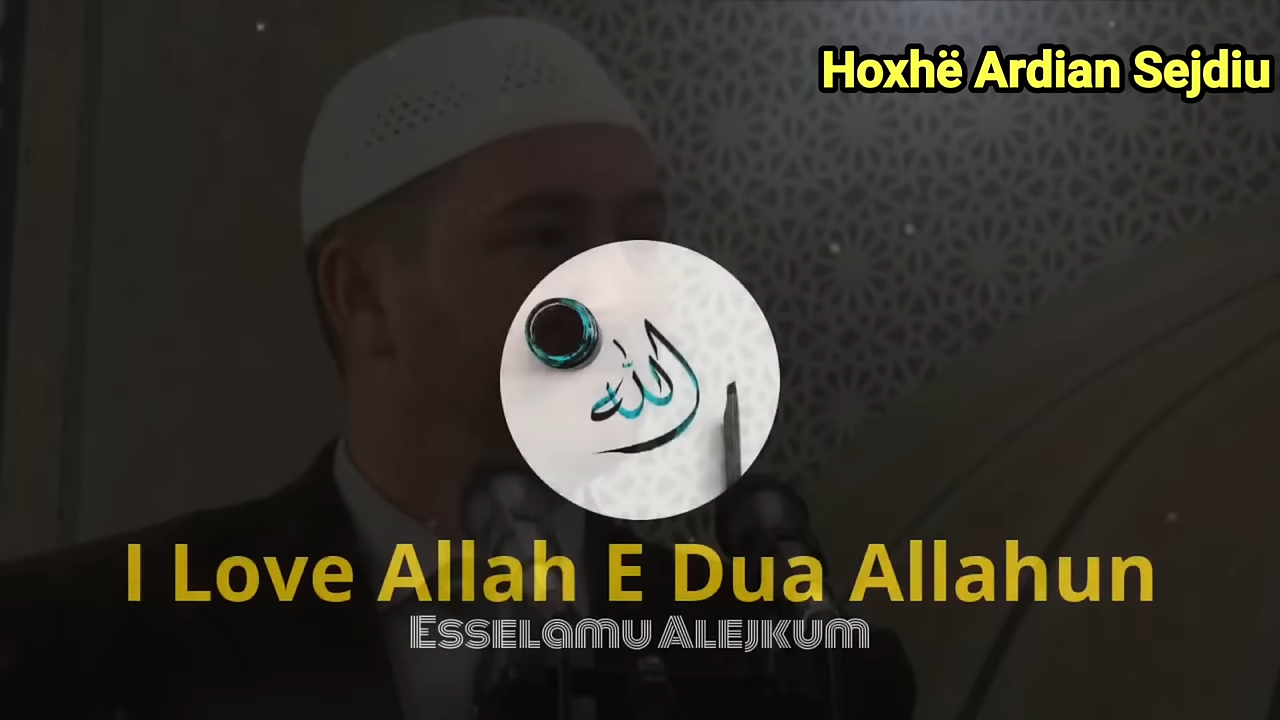 Hoxhë Ardian Sejdiu
الله
I Love Allah E Dua Allahun
Esselamu Alejkum